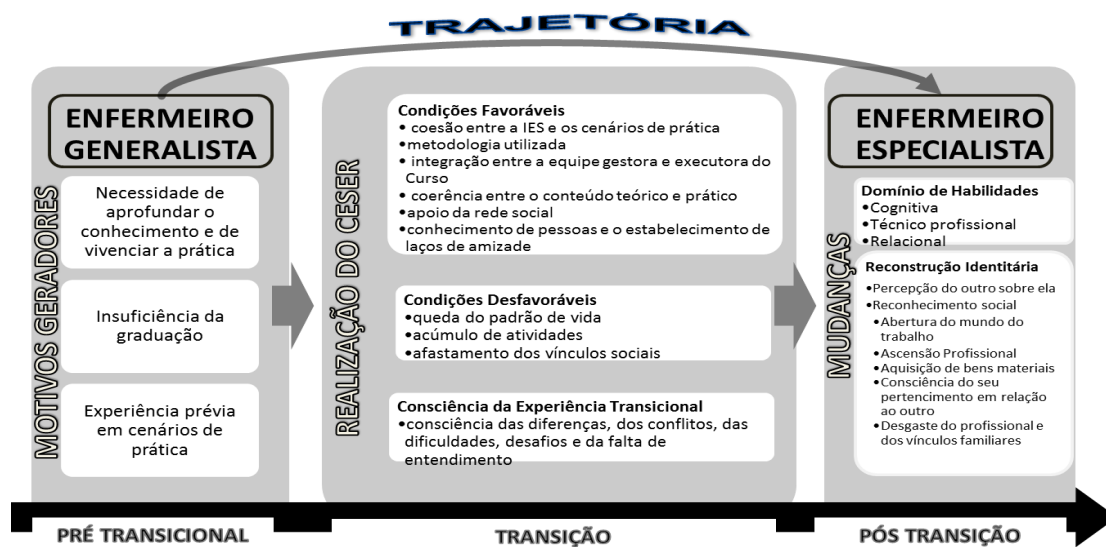 TRAJETÓRIA
MOTIVOS GERADORES
ENFERMEIRO
GENERALISTA
Necessidade de
aprofundar o
conhecimento e de
vivenciar a prática
Insuficiência da
graduação
Experiência prévia
em cenários de
prática
REALIZAÇÃO DO CESER
Condições Favoráveis
• coesão entre a IES e os cenários de prática
•metodologia utilizada
• integração entre a equipe gestora e executora do
Curso
• coerência entre o conteúdo teórico e prático
•apoio da rede social
•conhecimento de pessoas e o estabelecimento de
laços de amizade
Condições Desfavoráveis
•queda do padrão de vida
•acúmulo de atividades
•afastamento dos vínculos sociais
Consciência da Experiência Transicional
•consciência das diferenças, dos conflitos, das
dificuldades, desafios e da falta de
entendimento
MUDANÇAS
ENFERMEIRO
ESPECIALISTA
Domínio de Habilidades
•Cognitiva
•Técnico profissional
•Relacional
Reconstrução Identitária
•Percepção do outro sobre ela
•Reconhecimento social
•Abertura do mundo do
trabalho
•Ascensão Profissional
•Aquisição de bens materiais
•Consciência do seu
pertencimento em relação
ao outro
•Desgaste do profissional e
dos vínculos familiares
PRÉ TRANSICIONAL
TRANSIÇÃO
PÓS TRANSIÇÃO